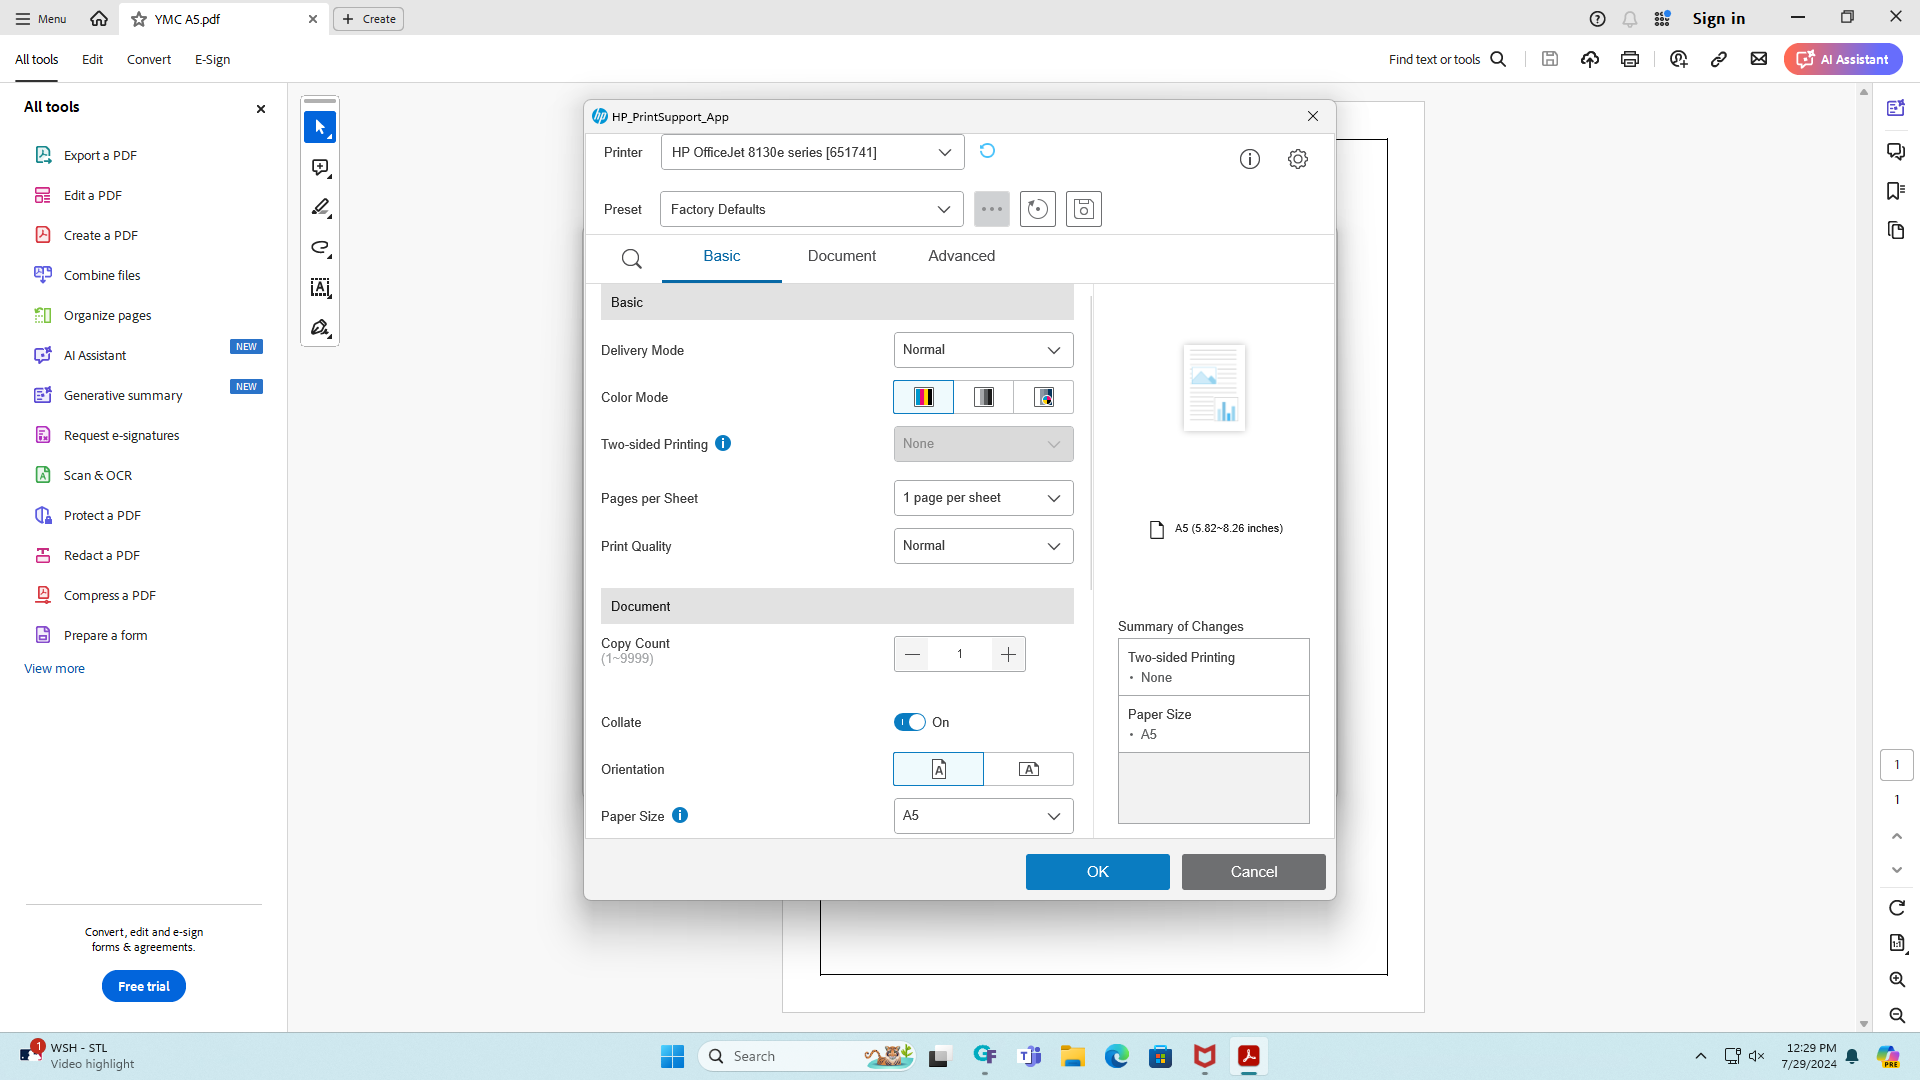 Menu
YMC A5.pdf
Create
Sign in
All tools
Edit
Convert
E-Sign
Find text or tools
AI Assistant
All tools
Export a PDF
Edit a PDF
Create a PDF
Combine files
Organize pages
AI Assistant
NEW
Generative summary
NEW
Request e-signatures
Scan & OCR
Protect a PDF
Redact a PDF
Compress a PDF
Prepare a form
View more
Convert, edit and e-sign
forms & agreements.
Free trial
HP_PrintSupport_App
Printer
HP OfficeJet 8130e series [651741]
Preset
Factory Defaults
Basic
Document
Advanced
Basic
Delivery Mode
Normal
Color Mode
Two-sided Printing
None
Pages per Sheet
1 page per sheet
Print Quality
Normal
Document
Copy Count
(1~9999)
1
Collate
On
Orientation
Paper Size
A5
A5 (5.82~8.26 inches)
Summary of Changes
Two-sided Printing
• None
Paper Size
• A5
OK
Cancel
1
1
1
WSH - STL
Video highlight
Search
12:29 PM
7/29/2024
PRE